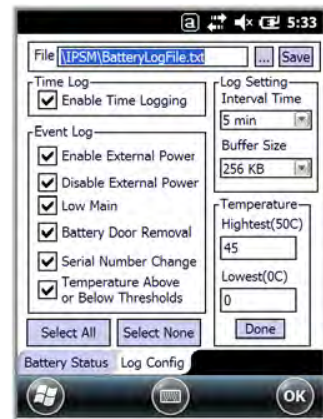 a 5:33
File \IPSM\BatteryLogFile.txt ... Save
Time Log
Enable Time Logging
Event Log
Enable External Power
Disable External Power
Low Main
Battery Door Removal
Serial Number Change
Temperature Above
or Below Thresholds
Log Setting
Interval Time
5 min
Buffer Size
256 KB
Temperature
Hightest(50C)
45
Lowest(0C)
0
Select All Select None Done
Battery Status Log Config
OK